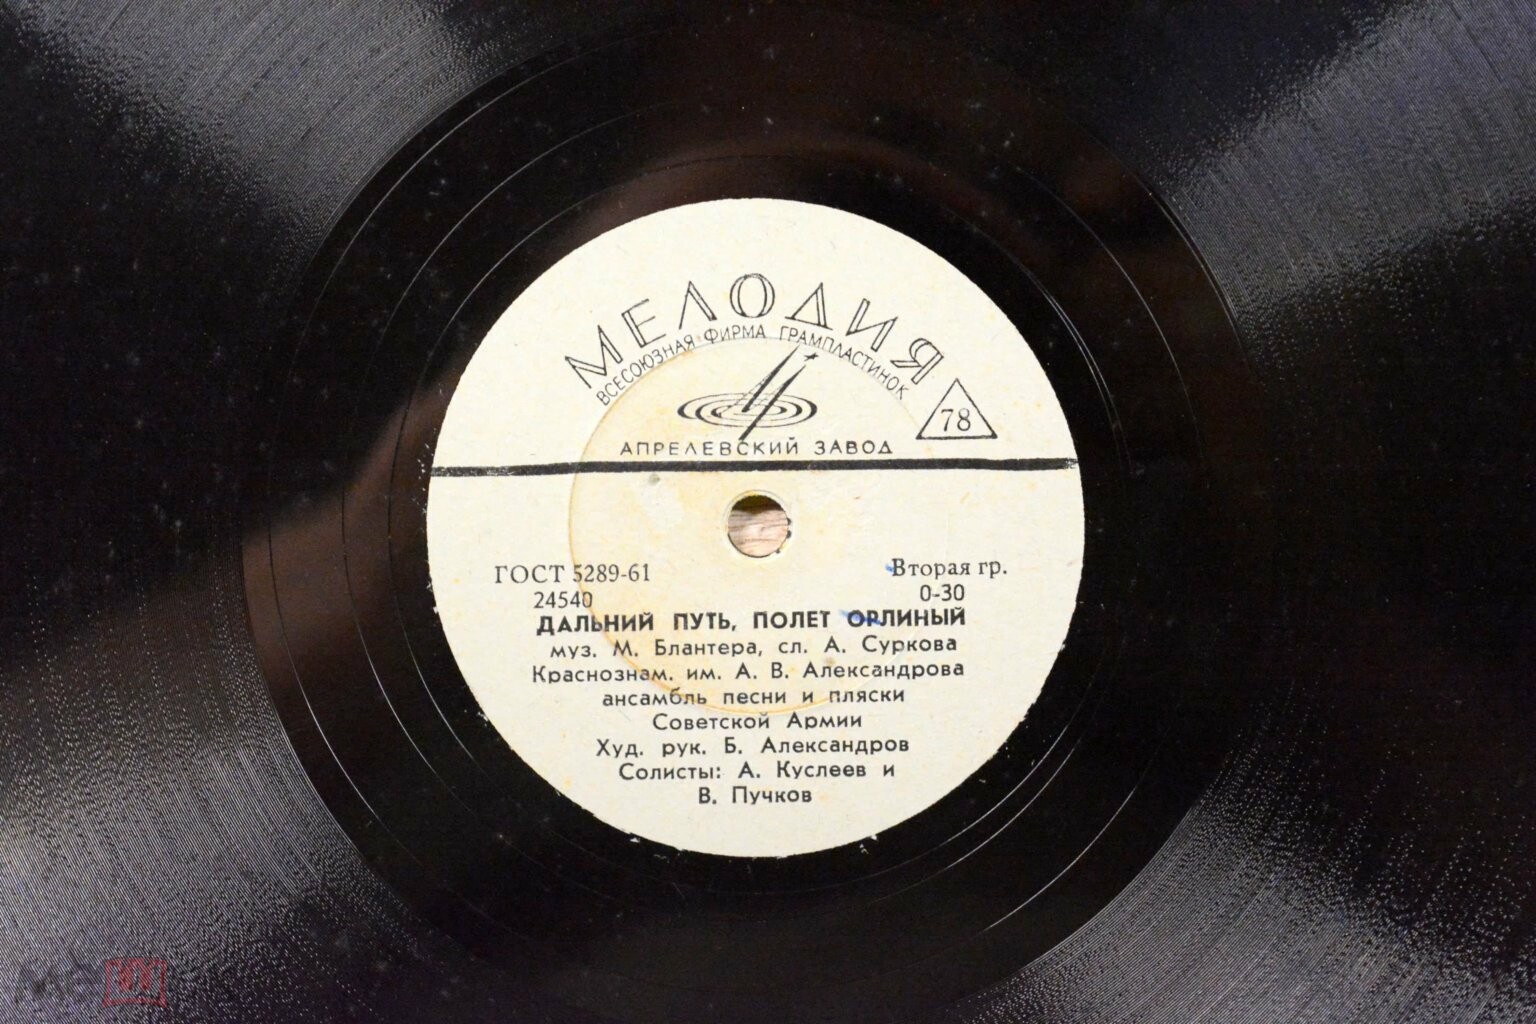 МЕЛОДИЯ
ВСЕСОЮЗНАЯ ФИРМА ГРАМПЛАСТИНОК
78
АПРЕЛЕВСКИЙ ЗАВОД
ГОСТ 5289-61 Вторая гр.
24540 0-30
ДАЛЬНИЙ ПУТЬ, ПОЛЕТ ОРЛИНЫЙ
муз. М. Блантера, сл. А. Суркова
Краснознам. им. А. В. Александрова
ансамбль песни и пляски
Советской Армии
Худ. рук. Б. Александров
Солисты: А. Куслеев и
В. Пучков